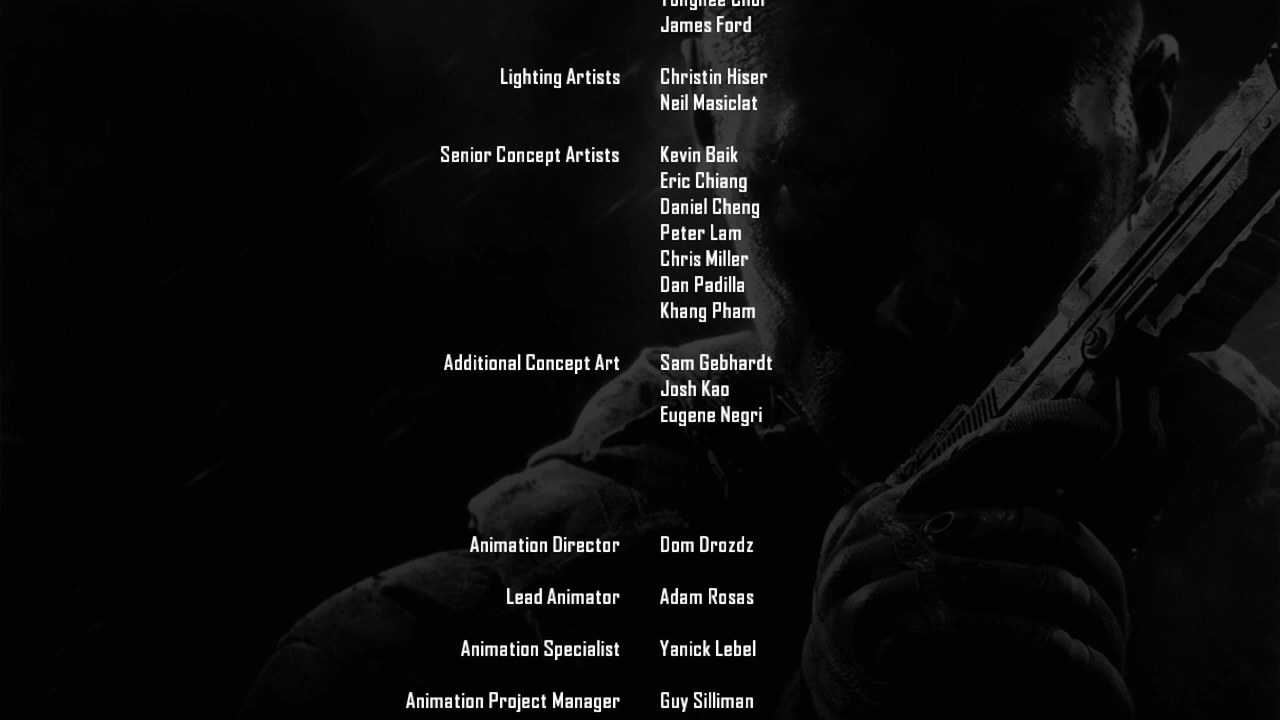 James Ford
Lighting Artists Christin Hiser
Neil Masiclat
Senior Concept Artists Kevin Baik
Eric Chiang
Daniel Cheng
Peter Lam
Chris Miller
Dan Padilla
Khang Pham
Additional Concept Art Sam Gebhardt
Josh Kao
Eugene Negri
Animation Director Dom Drozdz
Lead Animator Adam Rosas
Animation Specialist Yanick Lebel
Animation Project Manager Guy Silliman